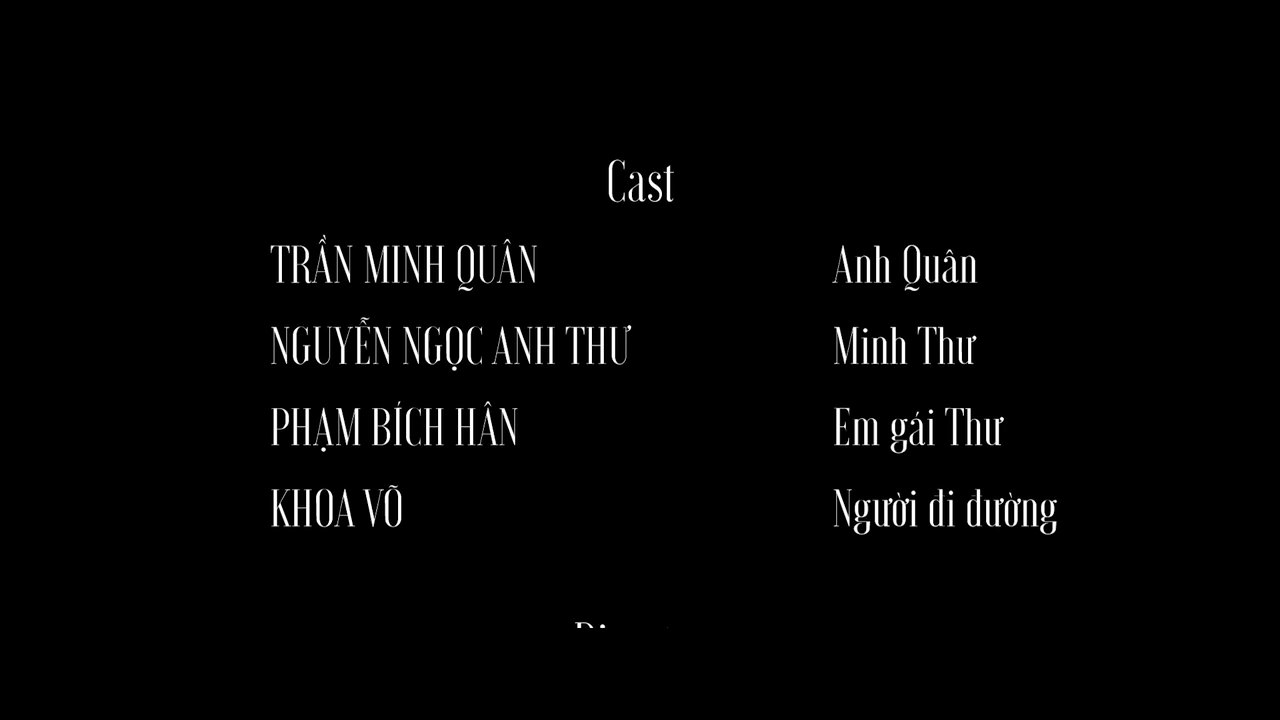 Cast
TRẦN MINH QUÂN Anh Quân
NGUYỄN NGỌC ANH THƯ Minh Thư
PHẠM BÍCH HÂN Em gái Thư
KHOA VÕ Người đi đường